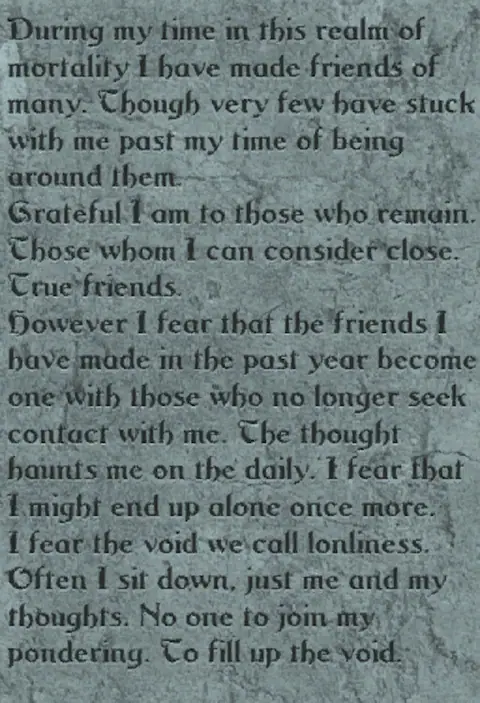 During my time in this realm of
mortality I have made friends of
many. Though very few have stuck
with me past my time of being
around them.
Grateful I am to those who remain.
Those whom I can consider close.
True friends.
However I fear that the friends I
have made in the past year become
one with those who no longer seek
contact with me. The thought
haunts me on the daily. I fear that
I might end up alone once more.
I fear the void we call lonliness.
Often I sit down, just me and my
thoughts. No one to join my
pondering. To fill up the void.